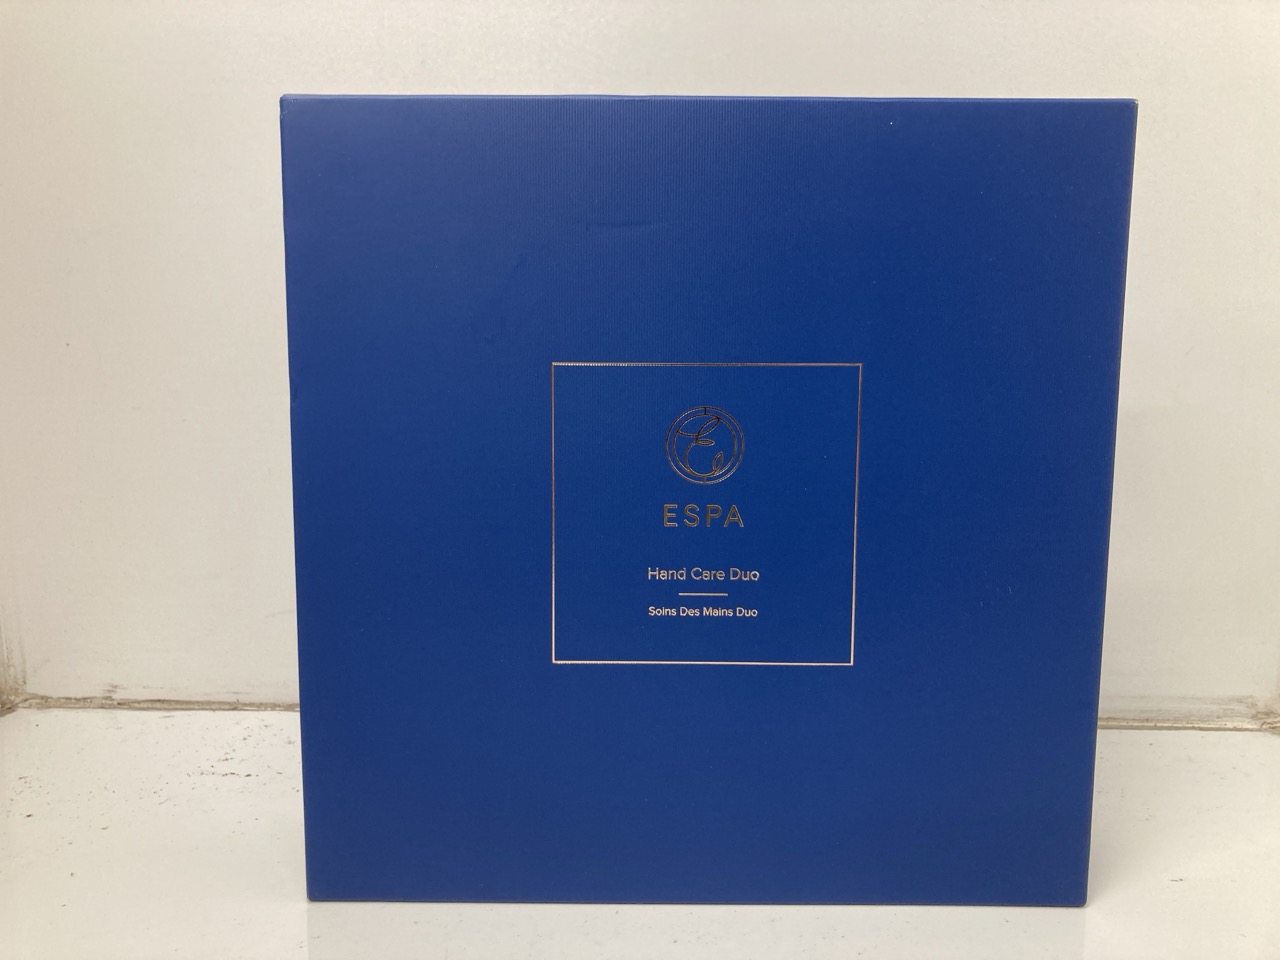 ESPA
Hand Care Duo
Soins Des Mains Duo